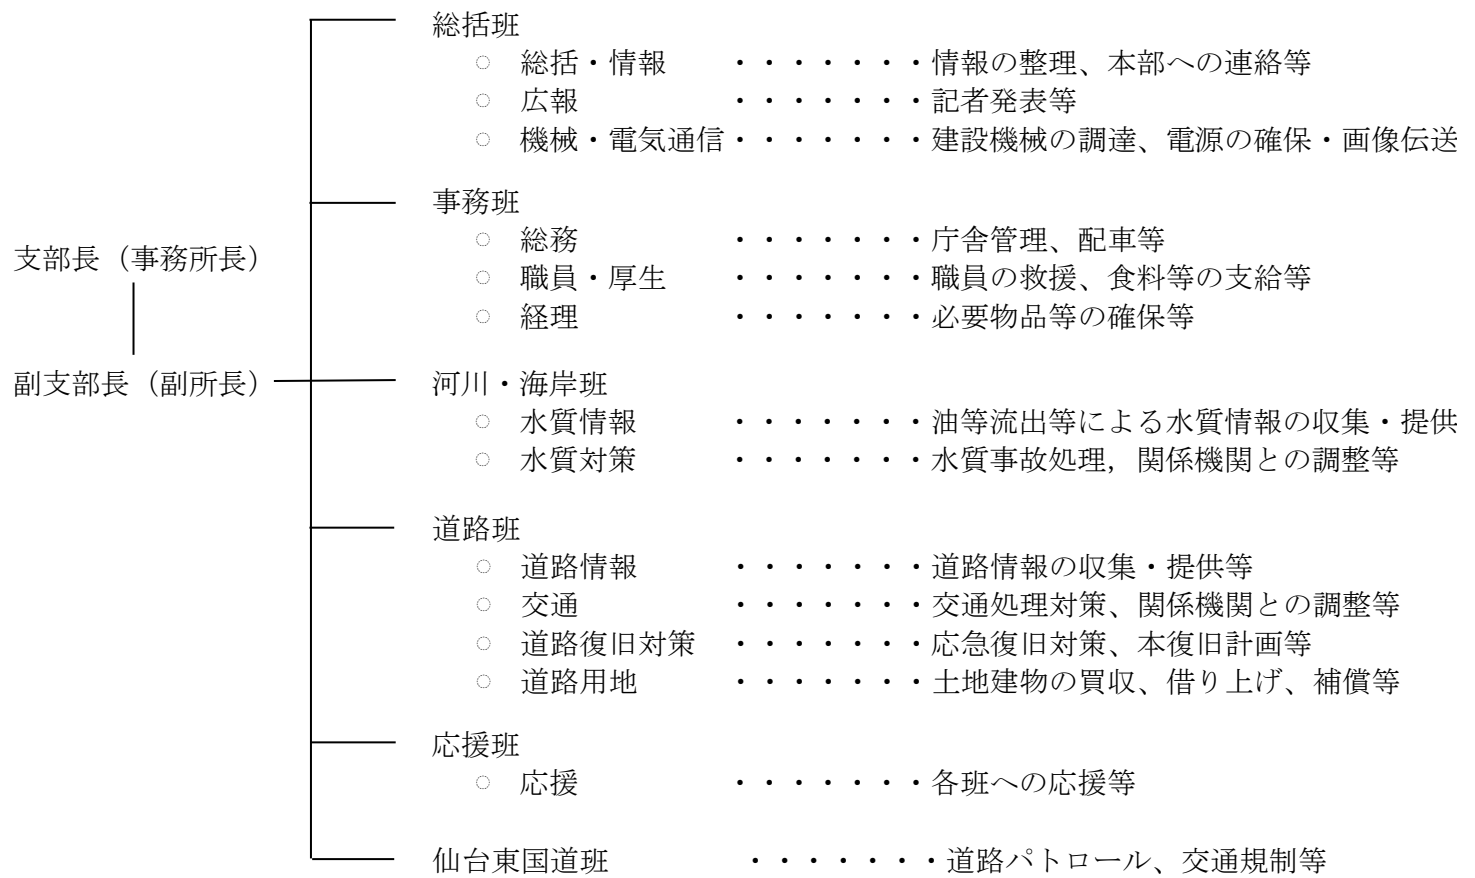 総括班
○ 総括・情報 ・・・・・・・情報の整理、本部への連絡等
○ 広報 ・・・・・・・記者発表等
○ 機械・電気通信・・・・・・・建設機械の調達、電源の確保・画像伝送
事務班
○ 総務 ・・・・・・・庁舎管理、配車等
支部長（事務所長）
○ 職員・厚生 ・・・・・・・職員の救援、食料等の支給等
○ 経理 ・・・・・・・必要物品等の確保等
副支部長（副所長） 河川・海岸班
○ 水質情報 ・・・・・・・油等流出等による水質情報の収集・提供
○ 水質対策 ・・・・・・・水質事故処理，関係機関との調整等
道路班
○ 道路情報 ・・・・・・・道路情報の収集・提供等
○ 交通 ・・・・・・・交通処理対策、関係機関との調整等
○ 道路復旧対策 ・・・・・・・応急復旧対策、本復旧計画等
○ 道路用地 ・・・・・・・土地建物の買収、借り上げ、補償等
応援班
○ 応援 ・・・・・・・各班への応援等
仙台東国道班 ・・・・・・・道路パトロール、交通規制等